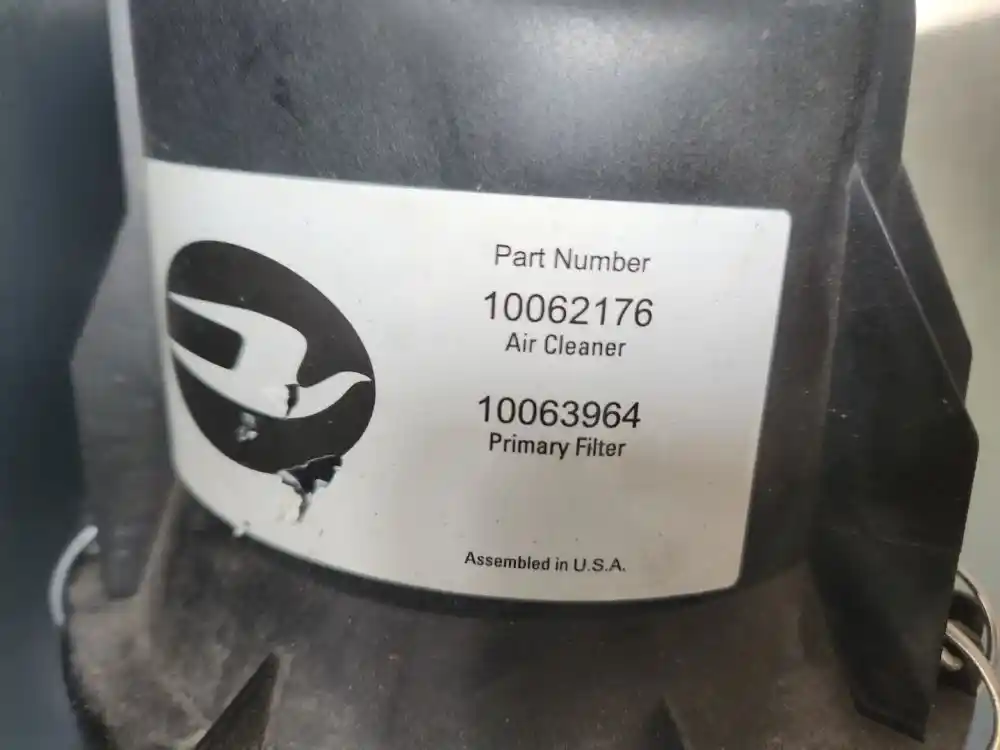 Part Number
10062176
Air Cleaner
10063964
Primary Filter
Assembled in U.S.A.